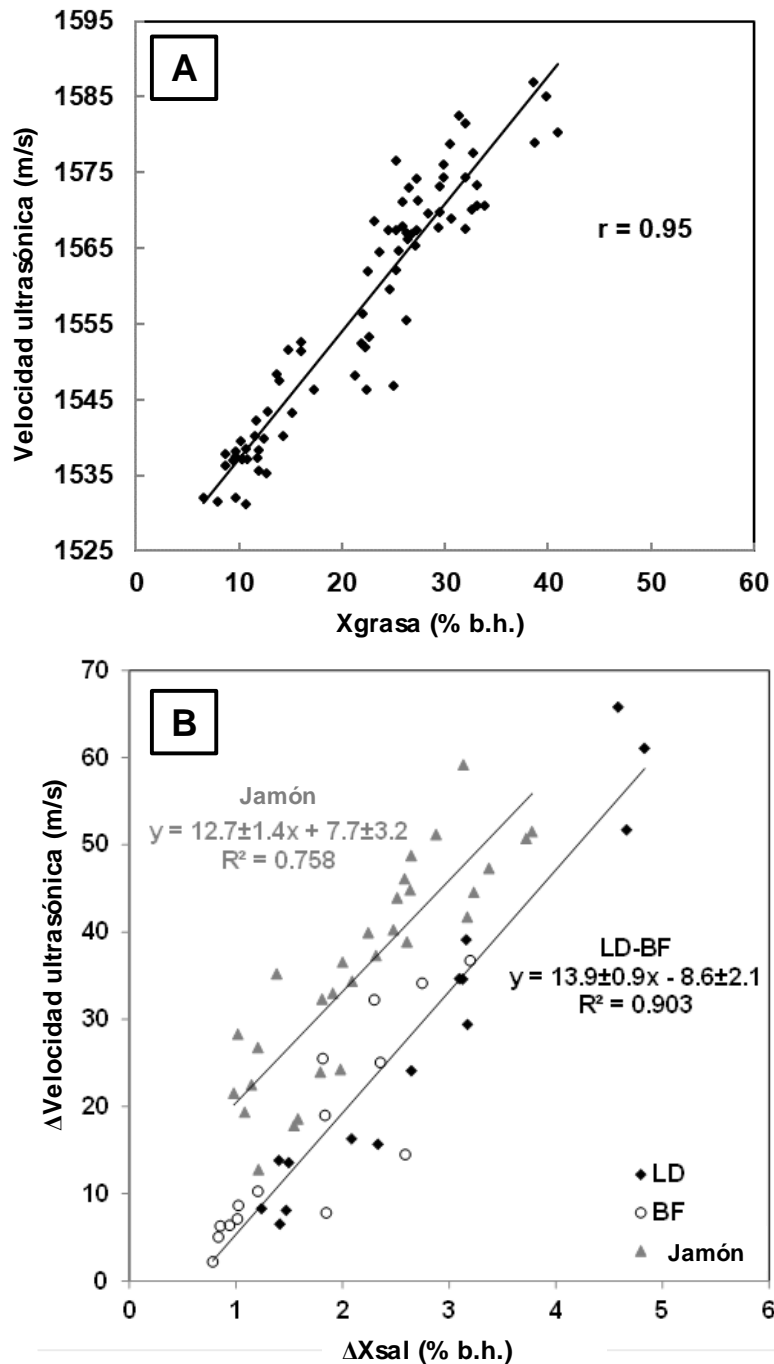 A
1595
1585
1575
1565
1555
1545
1535
1525
Velocidad ultrasónica (m/s)
r = 0.95
0 10 20 30 40 50 60
Xgrasa (% b.h.)
B
70
60
50
40
30
20
10
0
ΔVelocidad ultrasónica (m/s)
Jamón
y = 12.7±1.4x + 7.7±3.2
R² = 0.758
LD-BF
y = 13.9±0.9x - 8.6±2.1
R² = 0.903
LD
BF
Jamón
0 1 2 3 4 5 6
ΔXsal (% b.h.)